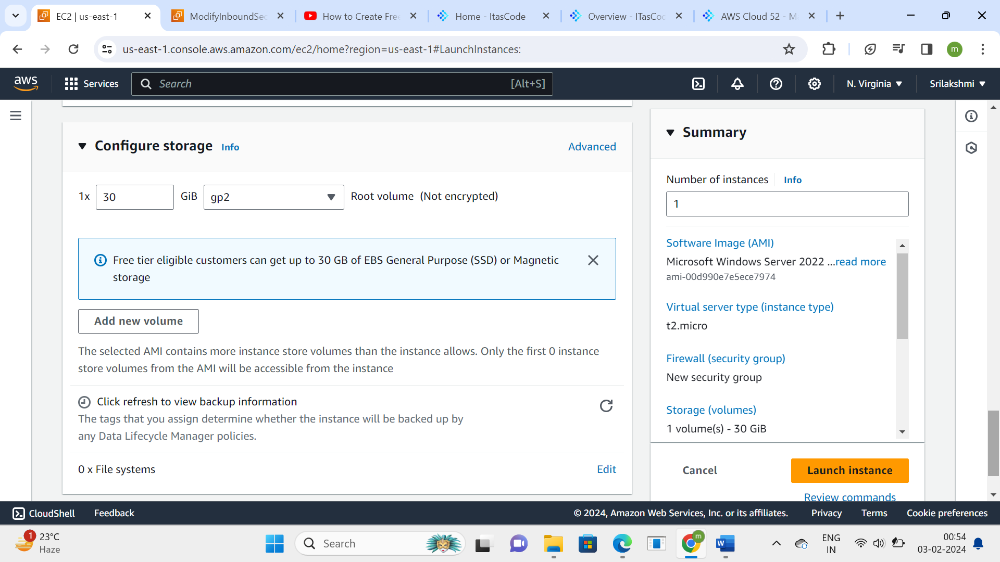 EC2 | us-east-1
ModifyInboundSec
How to Create Fre
Home - ItasCode
Overview - ITasCoc
AWS Cloud 52 - M
us-east-1.console.aws.amazon.com/ec2/home?region=us-east-1#LaunchInstances:
m
aws
Services
Search
[Alt+S]
N. Virginia
Srilakshmi
Configure storage
Info
Advanced
1x
30
GiB
gp2
Root volume (Not encrypted)
Free tier eligible customers can get up to 30 GB of EBS General Purpose (SSD) or Magnetic
storage
Add new volume
The selected AMI contains more instance store volumes than the instance allows. Only the first 0 instance
store volumes from the AMI will be accessible from the instance
Click refresh to view backup information
The tags that you assign determine whether the instance will be backed up by
any Data Lifecycle Manager policies.
0 x File systems
Edit
Summary
Number of instances
Info
1
Software Image (AMI)
Microsoft Windows Server 2022 ...read more
ami-00d990e7e5ece7974
Virtual server type (instance type)
t2.micro
Firewall (security group)
New security group
Storage (volumes)
1 volume(s) - 30 GiB
Cancel
Launch instance
Review commands
CloudShell
Feedback
© 2024, Amazon Web Services, Inc. or its affiliates.
Privacy
Terms
Cookie preferences
1
23°C
Haze
Search
m
W
ENG
IN
00:54
03-02-2024